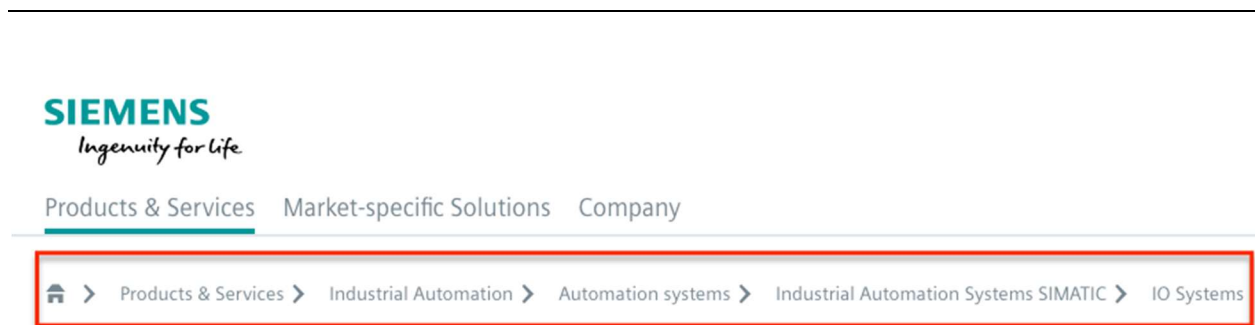 SIEMENS
Ingenuity for life
Products & Services Market-specific Solutions Company
Products & Services Industrial Automation Automation systems Industrial Automation Systems SIMATIC IO Systems